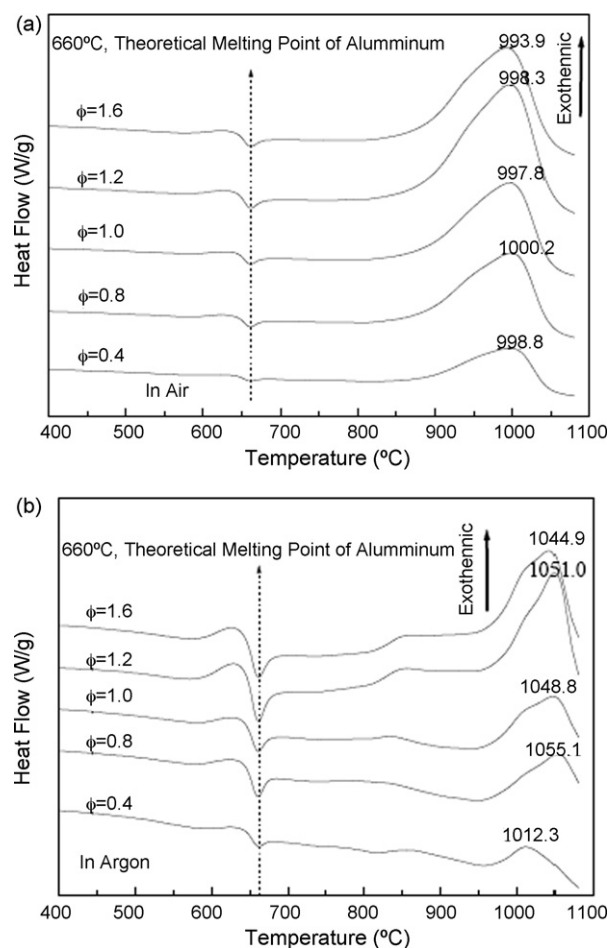 (a)
660ºC, Theoretical Melting Point of Alumminum
993.9
Exothennic
998.3
ϕ=1.6
ϕ=1.2
997.8
ϕ=1.0
1000.2
ϕ=0.8
998.8
ϕ=0.4
In Air
Heat Flow (W/g)
400 500 600 700 800 900 1000 1100
Temperature (ºC)
(b)
1044.9
660ºC, Theoretical Melting Point of Alumminum
Exothennic
1051.0
ϕ=1.6
ϕ=1.2
ϕ=1.0
1048.8
ϕ=0.8
1055.1
ϕ=0.4
1012.3
In Argon
Heat Flow (W/g)
400 500 600 700 800 900 1000 1100
Temperature (ºC)